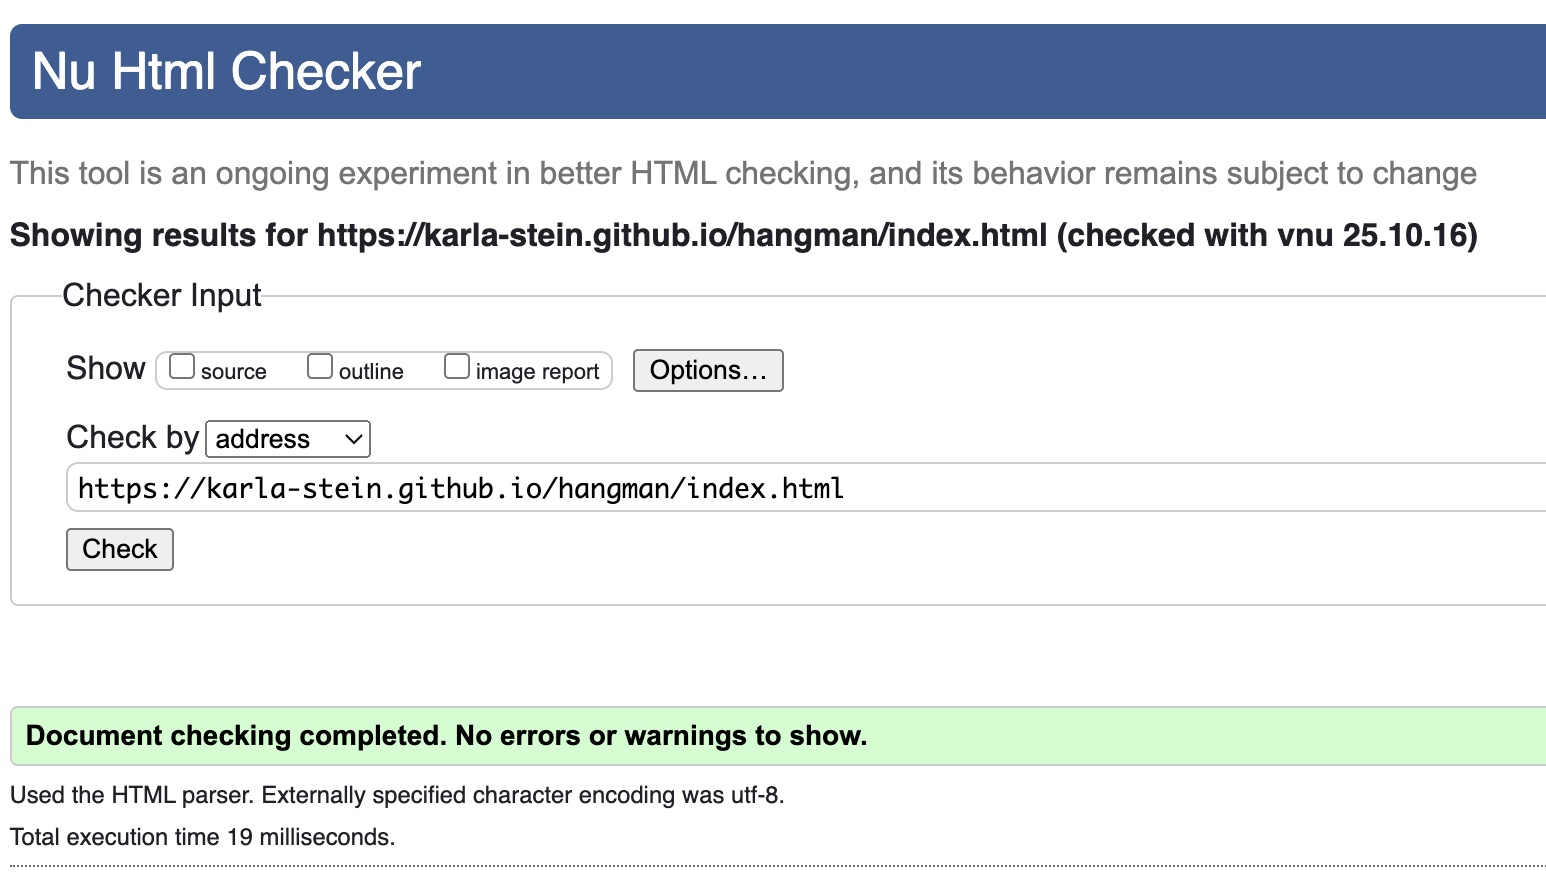 Nu Html Checker
This tool is an ongoing experiment in better HTML checking, and its behavior remains subject to change
Showing results for https://karla-stein.github.io/hangman/index.html (checked with vnu 25.10.16)
Checker Input
Show source outline image report Options…
Check by address
https://karla-stein.github.io/hangman/index.html
Check
Document checking completed. No errors or warnings to show.
Used the HTML parser. Externally specified character encoding was utf-8.
Total execution time 19 milliseconds.